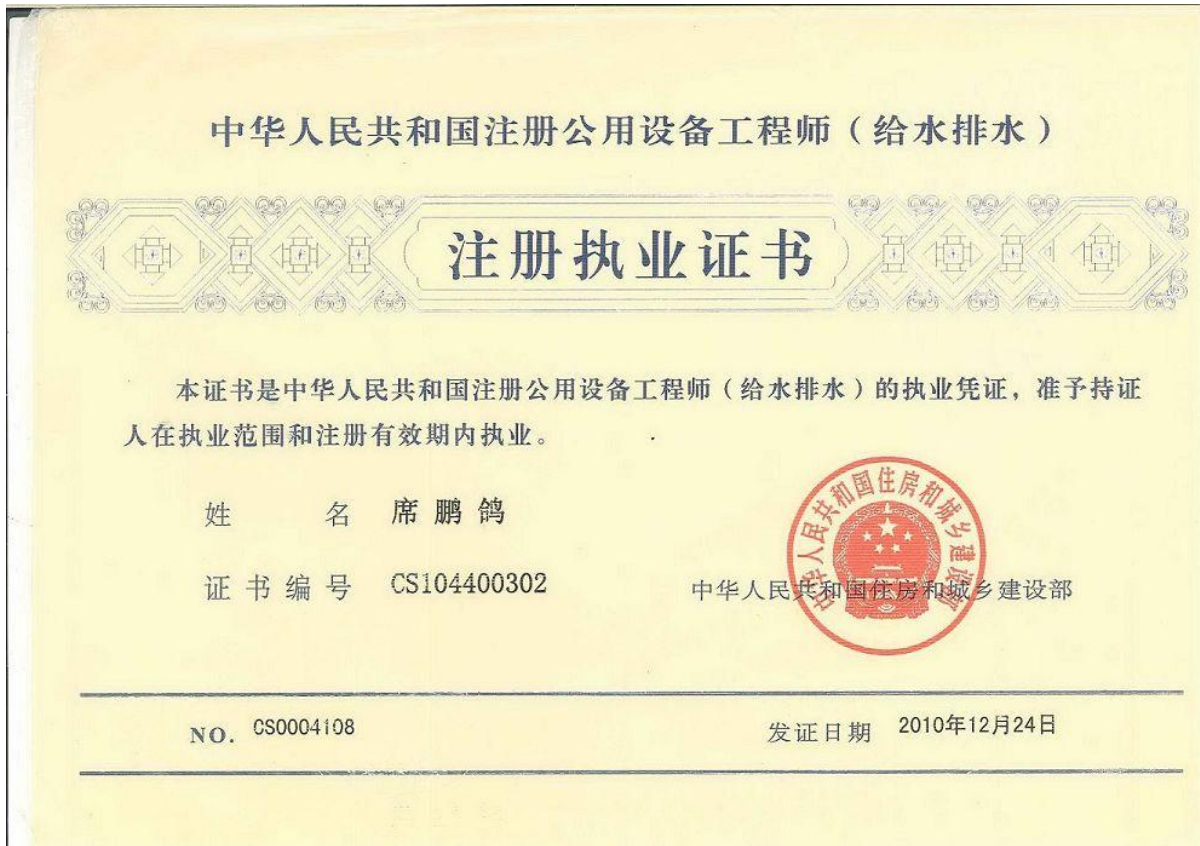 中华人民共和国注册公用设备工程师（给水排水）
注册执业证书
本证书是中华人民共和国注册公用设备工程师（给水排水）的执业凭证，准予持证
人在执业范围和注册有效期内执业。
姓 名 席鹏鸽
证书编号 CS104400302
中华人民共和国住房和城乡建设部
中华人民共和国住房和城乡建设部
NO. CS0004108
发证日期 2010年12月24日